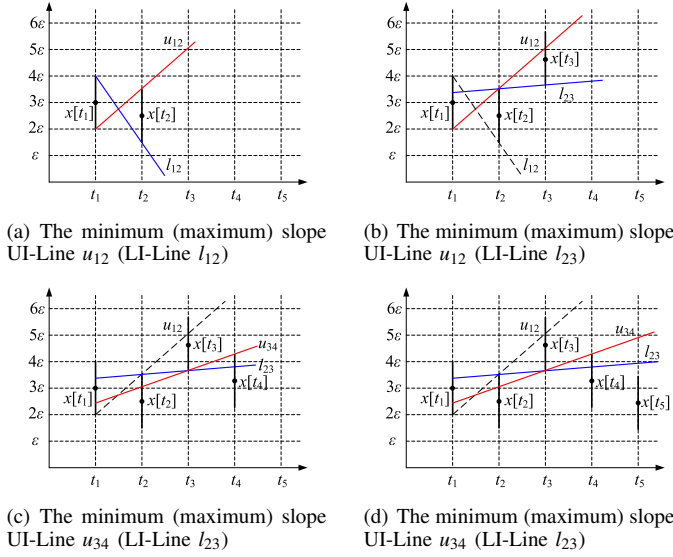 6ε
5ε
4ε
3ε
2ε
ε
u12
x[t1]
x[t2]
l12
t1 t2 t3 t4 t5
(a) The minimum (maximum) slope
UI-Line u12 (LI-Line l12)
6ε
5ε
4ε
3ε
2ε
ε
u12
x[t3]
l23
x[t1]
x[t2]
l12
t1 t2 t3 t4 t5
(b) The minimum (maximum) slope
UI-Line u12 (LI-Line l23)
6ε
5ε
4ε
3ε
2ε
ε
u12
u34
x[t3]
l23
x[t4]
x[t1]
x[t2]
t1 t2 t3 t4 t5
(c) The minimum (maximum) slope
UI-Line u34 (LI-Line l23)
6ε
5ε
4ε
3ε
2ε
ε
u12
u34
x[t3]
l23
x[t4]
x[t1]
x[t2]
x[t5]
t1 t2 t3 t4 t5
(d) The minimum (maximum) slope
UI-Line u34 (LI-Line l23)